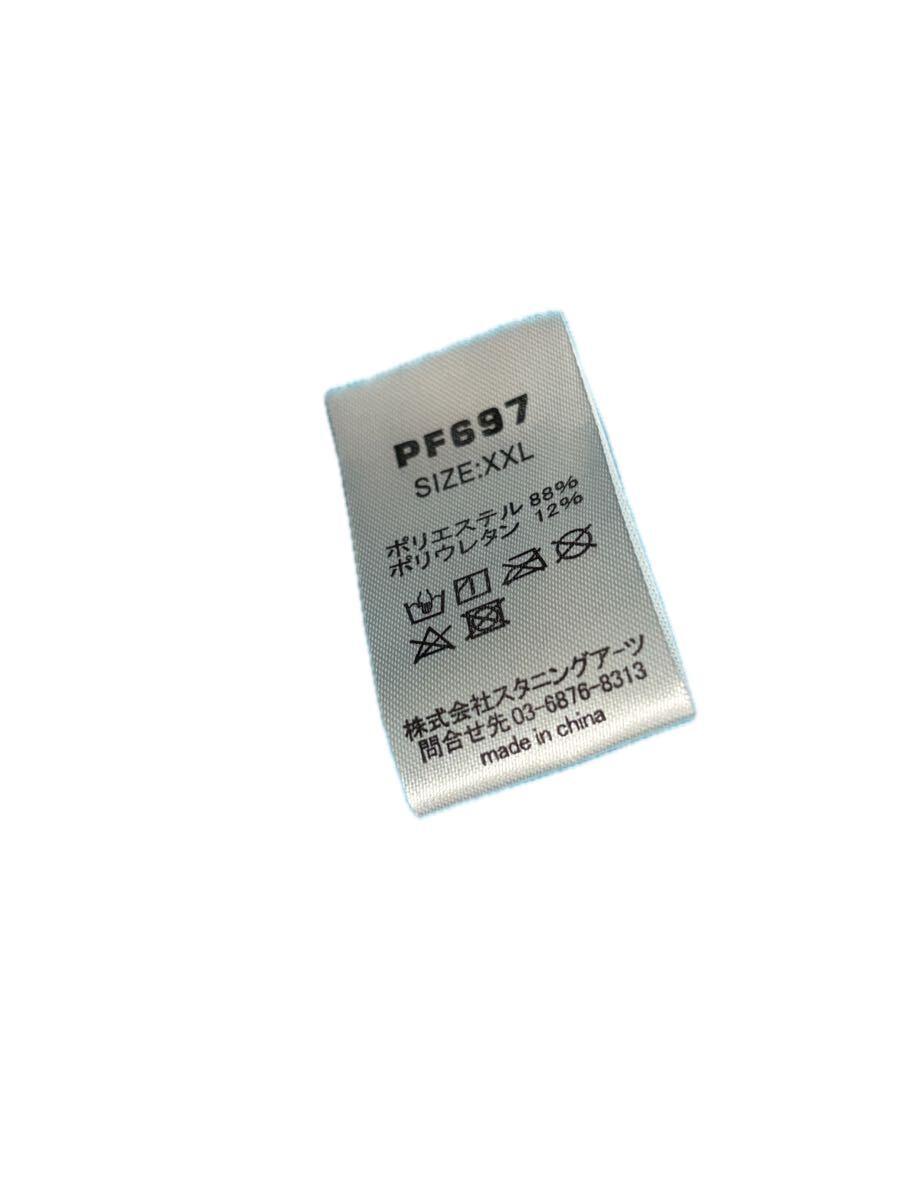 PF697
SIZE:XXL
ポリエステル 88%
ポリウレタン 12%
株式会社スタニングアーツ
問合せ先 03-6876-8313
made in china